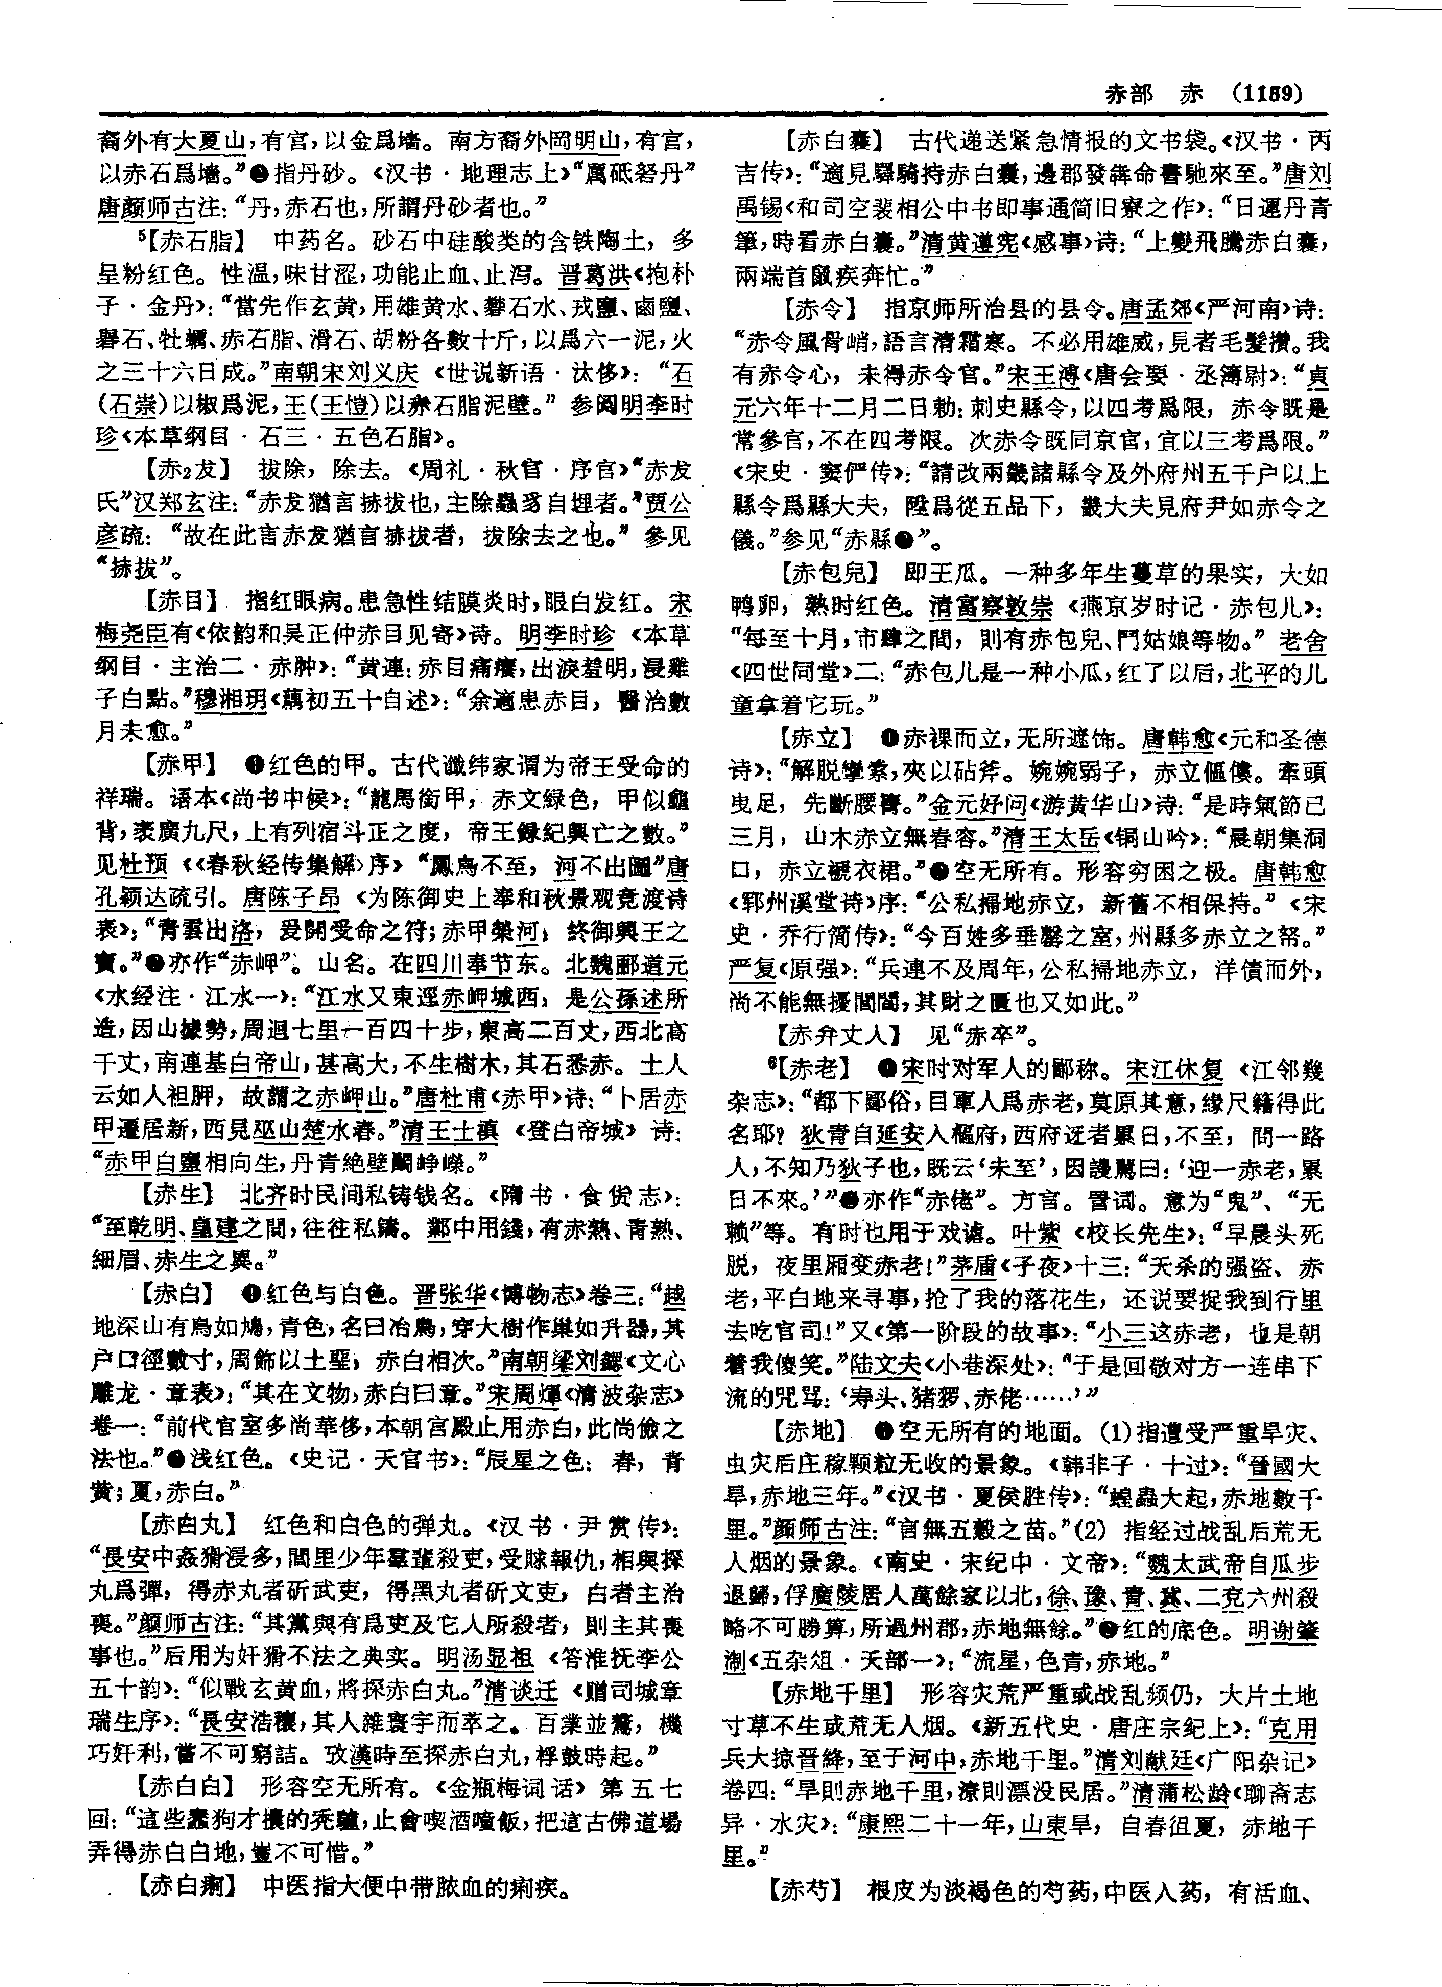 赤部 赤 (1159)
裔外有大夏山，有宫，以金爲墙。南方裔外岡明山，有宫，
以赤石爲墙。”❷指丹砂。《汉书·地理志上》“厲砥砮丹”
唐颜师古注：“丹，赤石也，所謂丹砂者也。”
⁵【赤石脂】 中药名。砂石中硅酸类的含铁陶土，多
呈粉红色。性温，味甘涩，功能止血、止泻。晋葛洪《抱朴
子·金丹》：“當先作玄黄，用雄黄水、礬石水、戎鹽、鹵鹽、
礬石、牡蠣、赤石脂、滑石、胡粉各數十斤，以爲六一泥，火
之三十六日成。”南朝宋刘义庆《世说新语·汰侈》：“石
(石崇)以椒爲泥，王(王愷)以赤石脂泥壁。”参阅明李时
珍《本草纲目·石三·五色石脂》。
【赤₂犮】 拔除，除去。《周礼·秋官·序官》“赤犮
氏”汉郑玄注：“赤犮猶言捇拔也，主除蟲豸自埋者。”贾公
彦疏：“故在此言赤犮猶言捇拔者，拔除去之也。”参见
“捇拔”。
【赤目】 指红眼病。患急性结膜炎时，眼白发红。宋
梅尧臣有《依韵和吴正仲赤目见寄》诗。明李时珍《本草
纲目·主治二·赤肿》：“黄連：赤目痛癢，出淚羞明，浸雞
子白點。”穆湘玥《藕初五十自述》：“余適患赤目，醫治數
月未愈。”
【赤甲】 ❶红色的甲。古代谶纬家谓为帝王受命的
祥瑞。语本《尚书中候》：“龍馬銜甲，赤文緑色，甲似龜
背，袤廣九尺，上有列宿斗正之度，帝王録紀興亡之數。”
见杜预《〈春秋经传集解〉序》“鳳鳥不至，河不出圖”唐
孔颖达疏引。唐陈子昂《为陈御史上奉和秋景观竞渡诗
表》：“青雲出洛，爰開受命之符；赤甲榮河，終御興王之
寶。”❷亦作“赤岬”。山名。在四川奉节东。北魏郦道元
《水经注·江水一》：“江水又東逕赤岬城西，是公孫述所
造，因山據勢，周迴七里一百四十步，東高二百丈，西北高
千丈，南連基白帝山，甚高大，不生樹木，其石悉赤。土人
云如人袒胛，故謂之赤岬山。”唐杜甫《赤甲》诗：“卜居赤
甲遷居新，西見巫山楚水春。”清王士禛《登白帝城》诗：
“赤甲白鹽相向生，丹青絶壁鬭峥嶸。”
【赤生】 北齐时民间私铸钱名。《隋书·食货志》：
“至乾明、皇建之間，往往私鑄。鄴中用錢，有赤熟、青熟、
細眉、赤生之異。”
【赤白】 ❶红色与白色。晋张华《博物志》卷三：“越
地深山有鳥如鳩，青色，名曰冶鳥，穿大樹作巢如升器，其
户口徑數寸，周飾以土堊，赤白相次。”南朝梁刘勰《文心
雕龙·章表》：“其在文物，赤白曰章。”宋周煇《清波杂志》
卷一：“前代宫室多尚華侈，本朝宫殿止用赤白，此尚儉之
法也。”❷浅红色。《史记·天官书》：“辰星之色：春，青
黄；夏，赤白。”
【赤白丸】 红色和白色的弹丸。《汉书·尹赏传》：
“長安中姦猾浸多，閭里少年羣輩殺吏，受賕報仇，相與探
丸爲彈，得赤丸者斫武吏，得黑丸者斫文吏，白者主治
喪。”颜师古注：“其黨與有爲吏及它人所殺者，則主其喪
事也。”后用为奸猾不法之典实。明汤显祖《答淮抚李公
五十韵》：“似戰玄黄血，將探赤白丸。”清谈迁《赠司城章
瑞生序》：“長安浩穰，其人雜寰宇而萃之。百業並騖，機
巧奸利，嘗不可窮詰。攷漢時至探赤白丸，桴鼓時起。”
【赤白白】 形容空无所有。《金瓶梅词话》第五七
回：“這些蠢狗才攮的秃驢，止會喫酒噇飯，把這古佛道場
弄得赤白白地，豈不可惜。”
【赤白痢】 中医指大便中带脓血的痢疾。
【赤白囊】 古代递送紧急情报的文书袋。《汉书·丙
吉传》：“適見驛騎持赤白囊，邊郡發犇命書馳來至。”唐刘
禹锡《和司空裴相公中书即事通简旧寮之作》：“日運丹青
筆，時看赤白囊。”清黄遵宪《感事》诗：“上變飛騰赤白囊，
兩端首鼠疾奔忙。”
【赤令】 指京师所治县的县令。唐孟郊《严河南》诗：
“赤令風骨峭，語言清霜寒。不必用雄威，見者毛髮攢。我
有赤令心，未得赤令官。”宋王溥《唐会要·丞簿尉》：“貞
元六年十二月二日勅：刺史縣令，以四考爲限，赤令既是
常參官，不在四考限。次赤令既同京官，宜以三考爲限。”
《宋史·窦俨传》：“請改兩畿諸縣令及外府州五千户以上
縣令爲縣大夫，陞爲從五品下，畿大夫見府尹如赤令之
儀。”参见“赤縣❷”。
【赤包兒】 即王瓜。一种多年生蔓草的果实，大如
鸭卵，熟时红色。清富察敦崇《燕京岁时记·赤包儿》：
“每至十月，市肆之間，則有赤包兒、鬥姑娘等物。”老舍
《四世同堂》二：“赤包儿是一种小瓜，红了以后，北平的儿
童拿着它玩。”
【赤立】 ❶赤裸而立，无所遮饰。唐韩愈《元和圣德
诗》：“解脱攣索，夾以砧斧。婉婉弱子，赤立傴僂。牽頭
曳足，先斷腰膂。”金元好问《游黄华山》诗：“是時氣節已
三月，山木赤立無春容。”清王太岳《铜山吟》：“晨朝集洞
口，赤立褫衣裙。”❷空无所有。形容穷困之极。唐韩愈
《郓州溪堂诗》序：“公私掃地赤立，新舊不相保持。”《宋
史·乔行简传》：“今百姓多垂罄之室，州縣多赤立之帑。”
严复《原强》：“兵連不及周年，公私掃地赤立，洋债而外，
尚不能無擾閭閻，其財之匱也又如此。”
【赤弁丈人】 见“赤卒”。
⁶【赤老】 ❶宋时对军人的鄙称。宋江休复《江邻幾
杂志》：“都下鄙俗，目軍人爲赤老，莫原其意，緣尺籍得此
名耶？狄青自延安入樞府，西府迓者累日，不至，問一路
人，不知乃狄子也，既云‘未至’，因謾駡曰：‘迎一赤老，累
日不來。’”❷亦作“赤佬”。方言。詈词。意为“鬼”、“无
赖”等。有时也用于戏谑。叶紫《校长先生》：“早晨头死
脱，夜里厢变赤老！”茅盾《子夜》十三：“天杀的强盗、赤
老，平白地来寻事，抢了我的落花生，还说要捉我到行里
去吃官司！”又《第一阶段的故事》：“小三这赤老，也是朝
着我傻笑。”陆文夫《小巷深处》：“于是回敬对方一连串下
流的咒骂：‘寿头、猪猡、赤佬……’”
【赤地】 ❶空无所有的地面。(1)指遭受严重旱灾、
虫灾后庄稼颗粒无收的景象。《韩非子·十过》：“晉國大
旱，赤地三年。”《汉书·夏侯胜传》：“蝗蟲大起，赤地數千
里。”颜师古注：“言無五穀之苗。”(2) 指经过战乱后荒无
人烟的景象。《南史·宋纪中·文帝》：“魏太武帝自瓜步
退歸，俘廣陵居人萬餘家以北，徐、豫、青、冀、二兗六州殺
略不可勝算，所過州郡，赤地無餘。”❷红的底色。明谢肇
淛《五杂俎·天部一》：“流星，色青，赤地。”
【赤地千里】 形容灾荒严重或战乱频仍，大片土地
寸草不生或荒无人烟。《新五代史·唐庄宗纪上》：“克用
兵大掠晋絳，至于河中，赤地千里。”清刘献廷《广阳杂记》
卷四：“旱則赤地千里，潦則漂没民居。”清蒲松龄《聊斋志
异·水灾》：“康熙二十一年，山東旱，自春徂夏，赤地千
里。”
【赤芍】 根皮为淡褐色的芍药，中医入药，有活血、